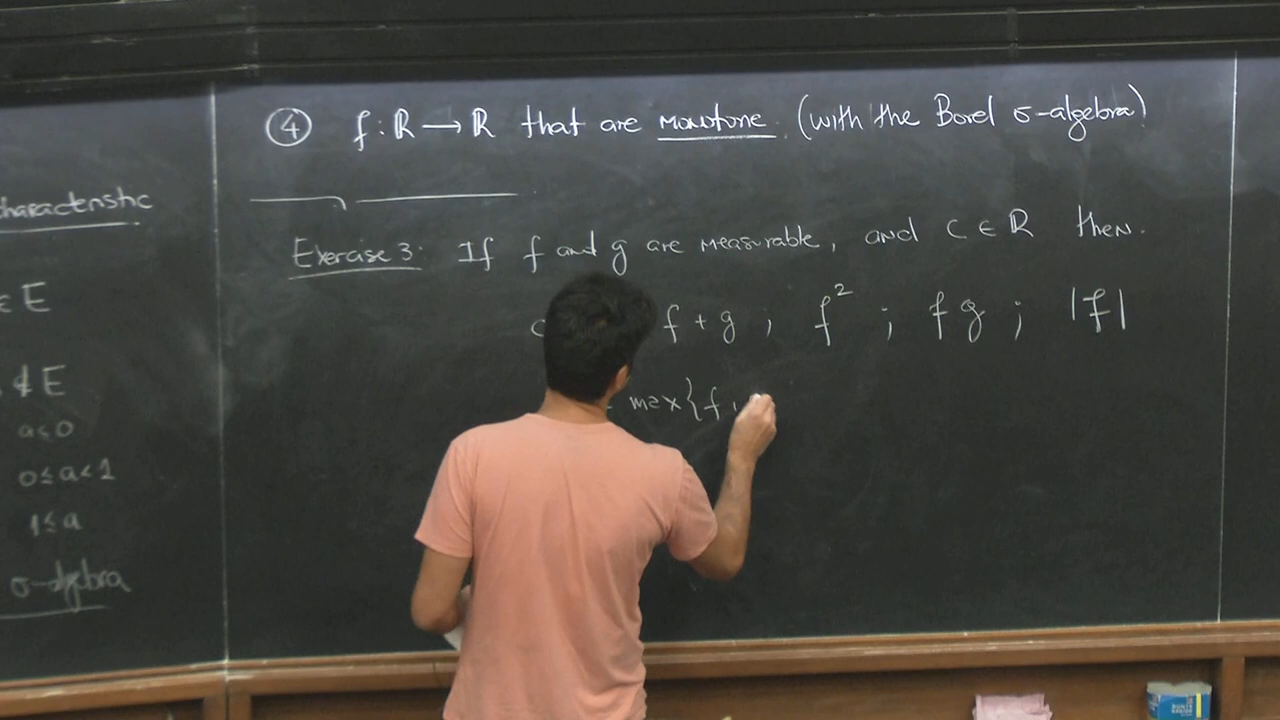 characteristic
∈ E
∉ E
a<0
0≤a<1
1≤a
σ-algebra
④ f: ℝ → ℝ that are monotone. (with the Borel σ-algebra)
Exercise 3: If f and g are measurable, and C ∈ ℝ then.
f + g ; f² ; fg ; |f|
max{f,